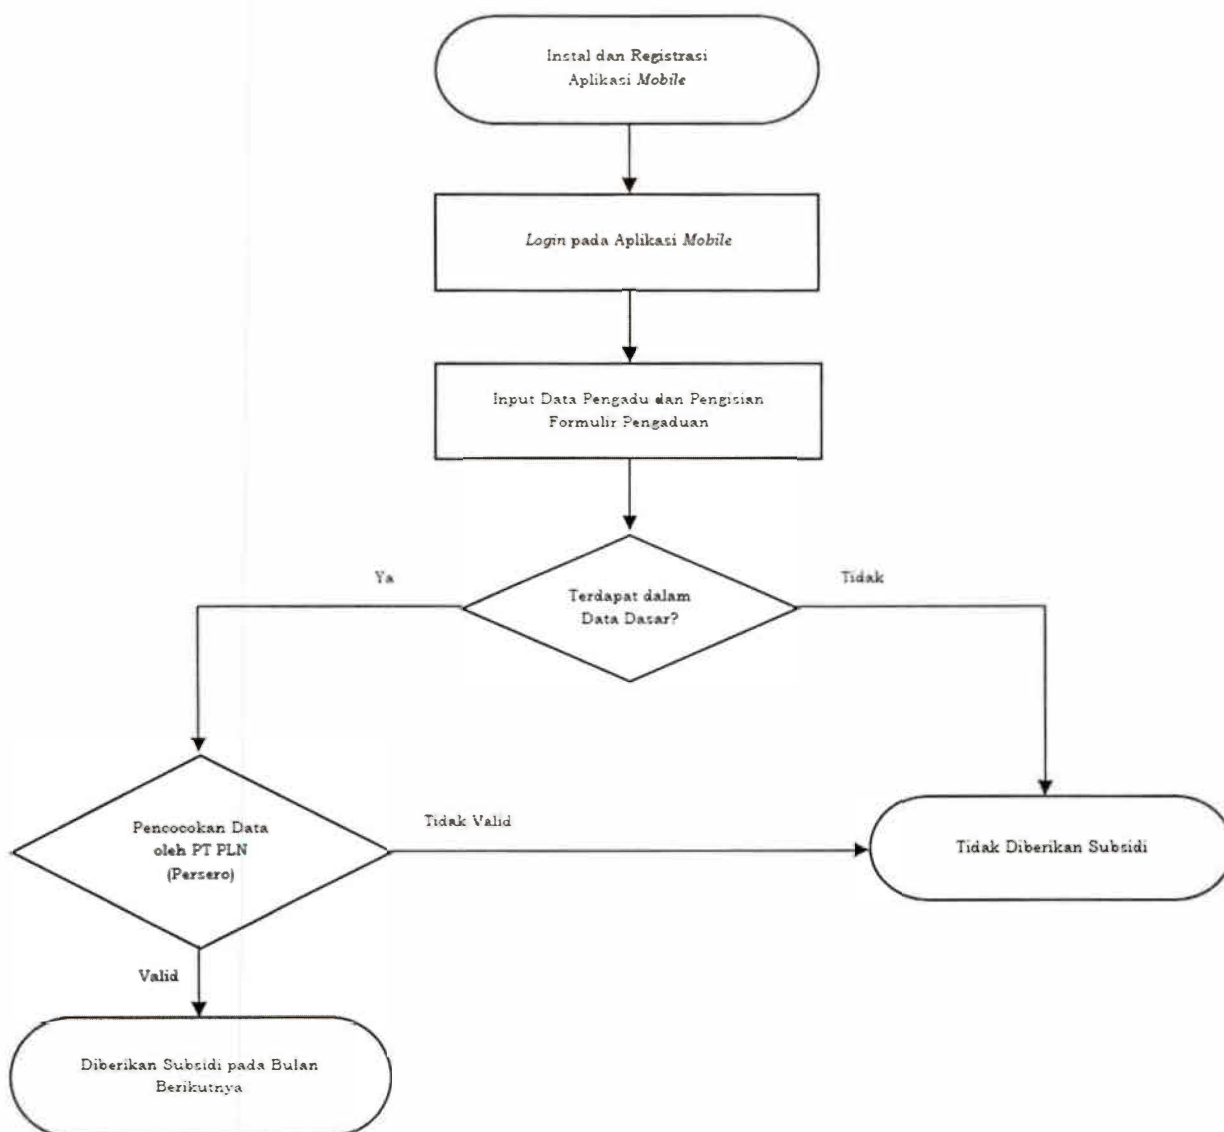 Instal dan Registrasi
Aplikasi Mobile
Login pada Aplikasi Mobile
Input Data Pengadu dan Pengisian
Formulir Pengaduan
Terdapat dalam
Data Dasar?
Ya
Tidak
Pencocokan Data
oleh PT PLN
(Persero)
Tidak Valid
Tidak Diberikan Subsidi
Valid
Diberikan Subsidi pada Bulan
Berikutnya